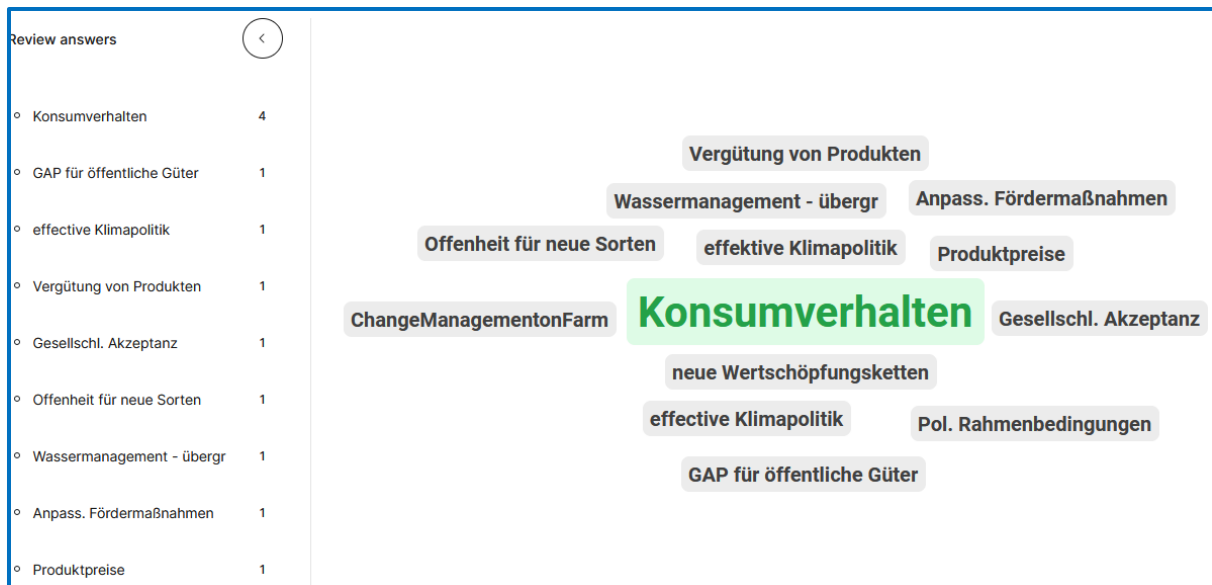 Review answers
Konsumverhalten 4
GAP für öffentliche Güter 1
effective Klimapolitik 1
Vergütung von Produkten 1
Gesellschl. Akzeptanz 1
Offenheit für neue Sorten 1
Wassermanagement - übergr 1
Anpass. Fördermaßnahmen 1
Produktpreise 1
Vergütung von Produkten
Wassermanagement - übergr
Anpass. Fördermaßnahmen
Offenheit für neue Sorten
effektive Klimapolitik
Produktpreise
ChangeManagementonFarm
Konsumverhalten
Gesellschl. Akzeptanz
neue Wertschöpfungsketten
effective Klimapolitik
Pol. Rahmenbedingungen
GAP für öffentliche Güter